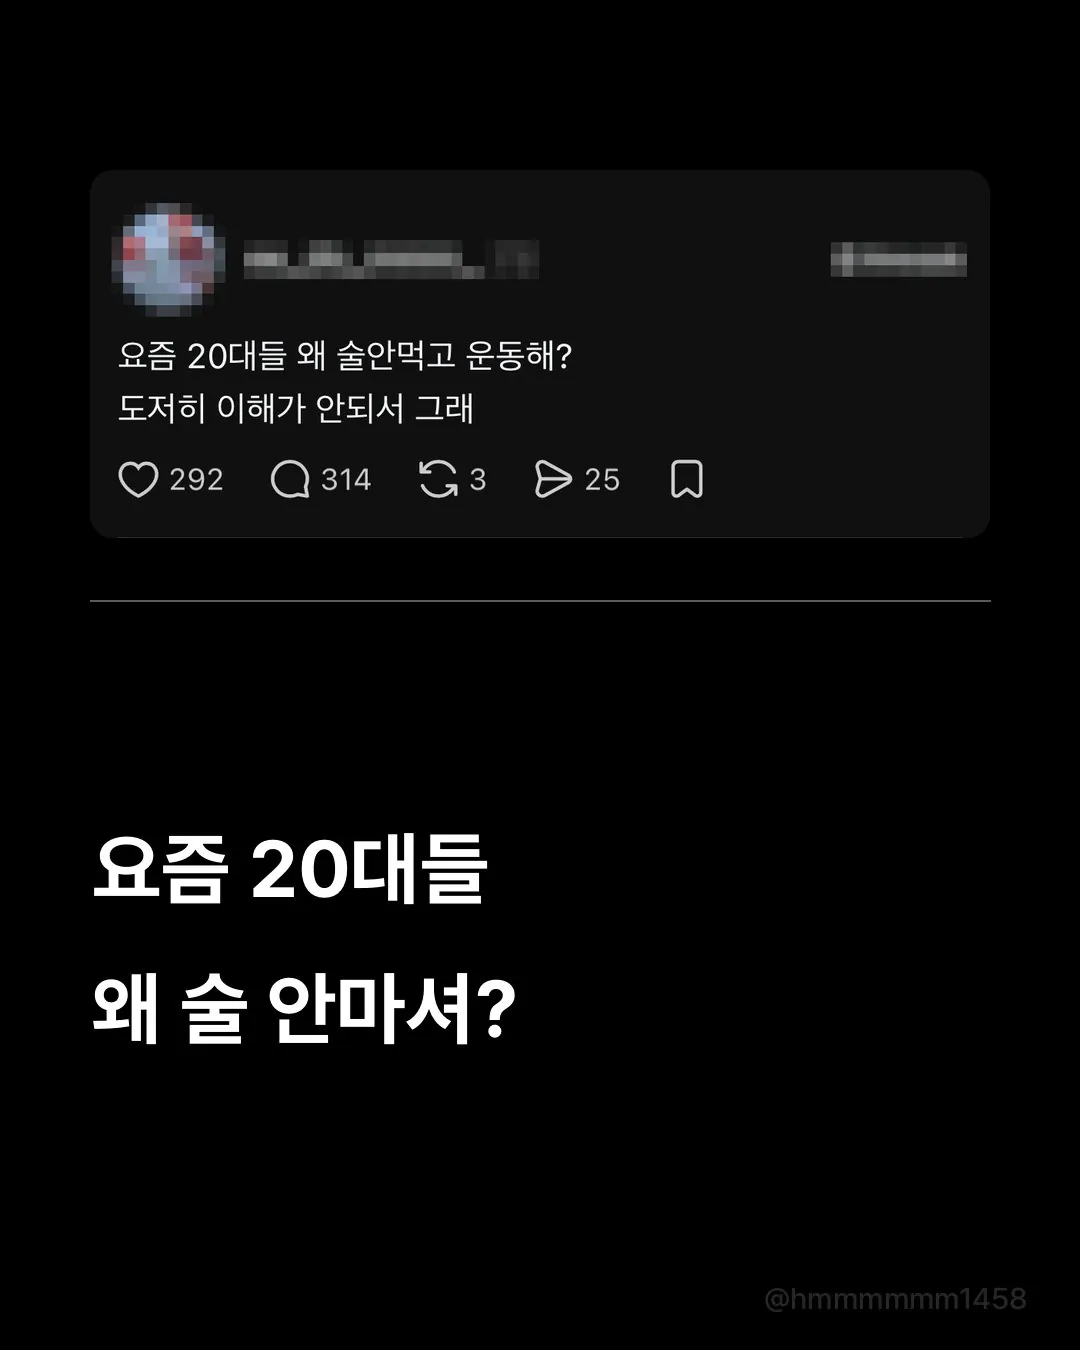 요즘 20대들 왜 술안먹고 운동해?
도저히 이해가 안되서 그래
292 314 3 25
요즘 20대들
왜 술 안마셔?
@hmmmmmm1458